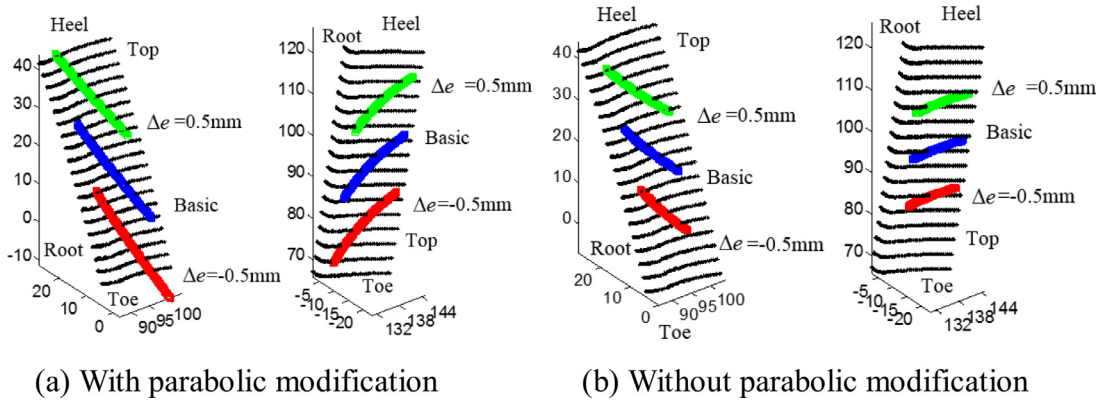 Heel
Top
40
30
20
10
0
-10
Δe =0.5mm
Basic
Δe=-0.5mm
Root
Toe
20
10
0
90 95 100
Heel
Root
120
110
100
90
80
70
Δe =0.5mm
Basic
Δe=-0.5mm
Top
Toe
-5
-10
-15
-20
132 138 144
Heel
Top
40
30
20
10
0
Δe =0.5mm
Basic
Δe=-0.5mm
Root
20
10
0
90 95 100
Toe
Heel
Root
120
110
100
90
80
70
Δe =0.5mm
Basic
Δe=-0.5mm
Top
Toe
-5
-10
-15
-20
132 138 144
(a) With parabolic modification
(b) Without parabolic modification